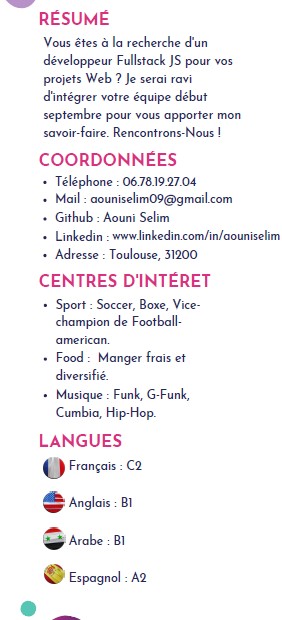 RÉSUMÉ
Vous êtes à la recherche d'un
développeur Fullstack JS pour vos
projets Web ? Je serai ravi
d'intégrer votre équipe début
septembre pour vous apporter mon
savoir-faire. Rencontrons-Nous !
COORDONNÉES
• Téléphone : 06.78.19.27.04
• Mail : aouniselim09@gmail.com
• Github : Aouni Selim
• Linkedin : www.linkedin.com/in/aouniselim
• Adresse : Toulouse, 31200
CENTRES D'INTÉRET
• Sport : Soccer, Boxe, Vice-
champion de Football-
american.
• Food : Manger frais et
diversifié.
• Musique : Funk, G-Funk,
Cumbia, Hip-Hop.
LANGUES
Français : C2
Anglais : B1
Arabe : B1
Espagnol : A2